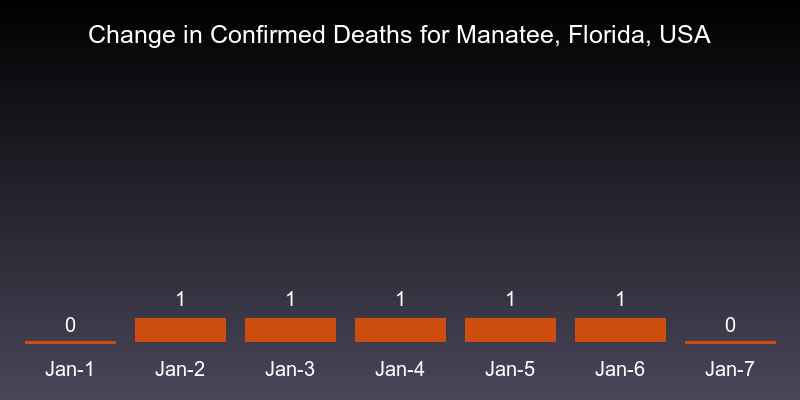 Change in Confirmed Deaths for Manatee, Florida, USA
0 1 1 1 1 1 0
Jan-1 Jan-2 Jan-3 Jan-4 Jan-5 Jan-6 Jan-7